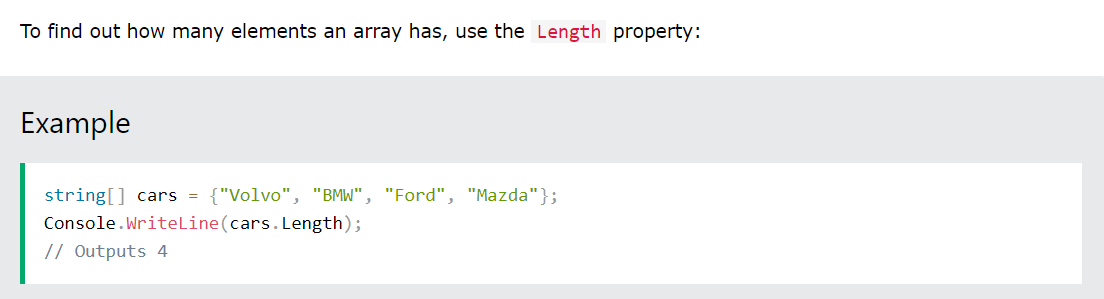 To find out how many elements an array has, use the Length property:
Example
string[] cars = {"Volvo", "BMW", "Ford", "Mazda"};
Console.WriteLine(cars.Length);
// Outputs 4